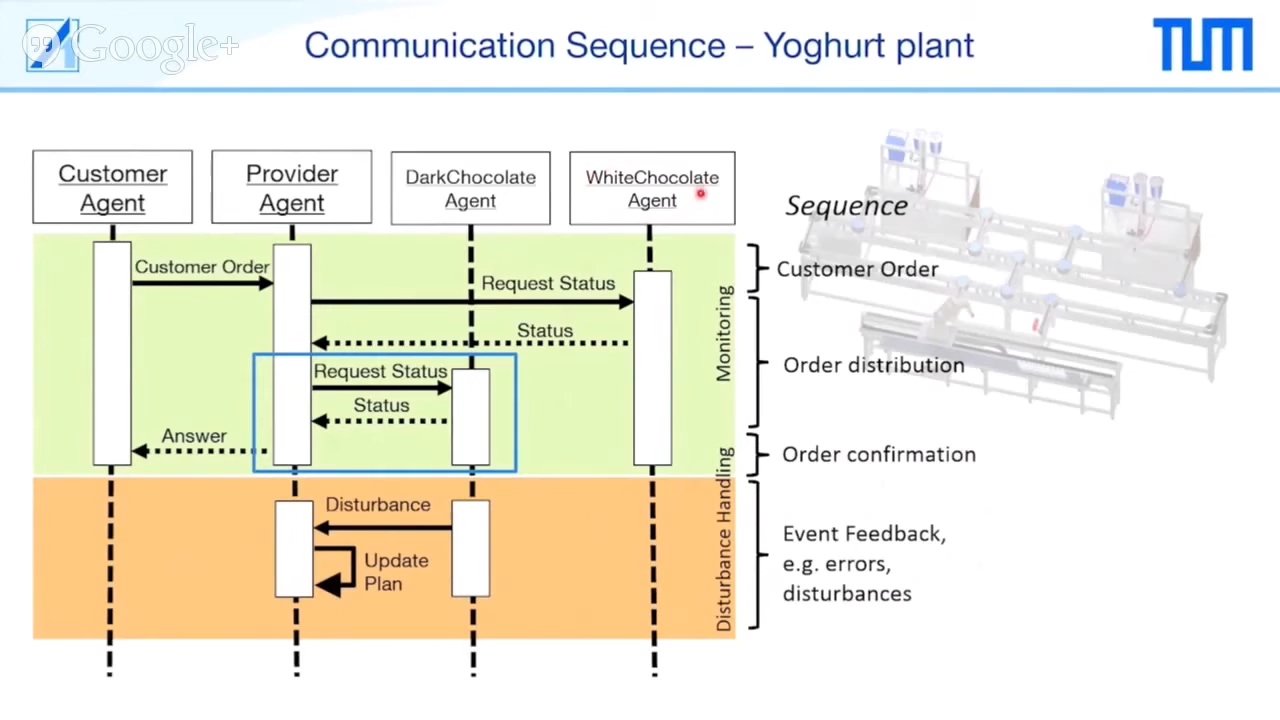 Google+
Communication Sequence – Yoghurt plant
TUM
Customer
Agent
Provider
Agent
DarkChocolate
Agent
WhiteChocolate
Agent
Sequence
Customer Order
Request Status
Status
Request Status
Status
Answer
Monitoring
Customer Order
Order distribution
Order confirmation
Disturbance
Update
Plan
Disturbance Handling
Event Feedback,
e.g. errors,
disturbances